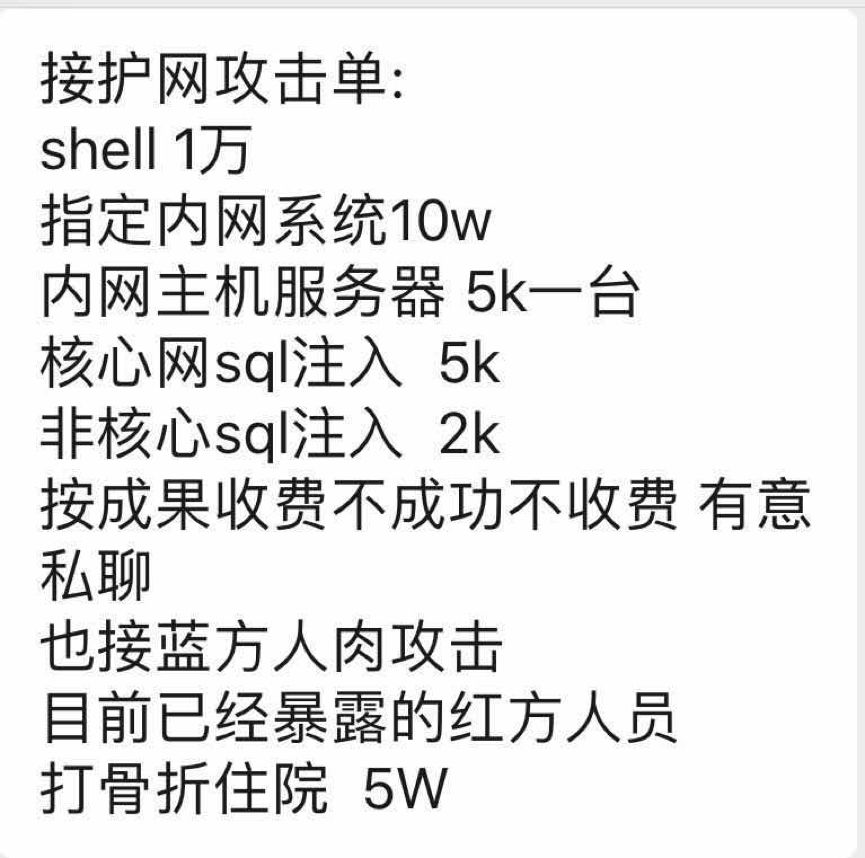 接护网攻击单:
shell 1万
指定内网系统10w
内网主机服务器 5k一台
核心网sql注入  5k
非核心sql注入  2k
按成果收费不成功不收费 有意
私聊
也接蓝方人肉攻击
目前已经暴露的红方人员
打骨折住院  5W